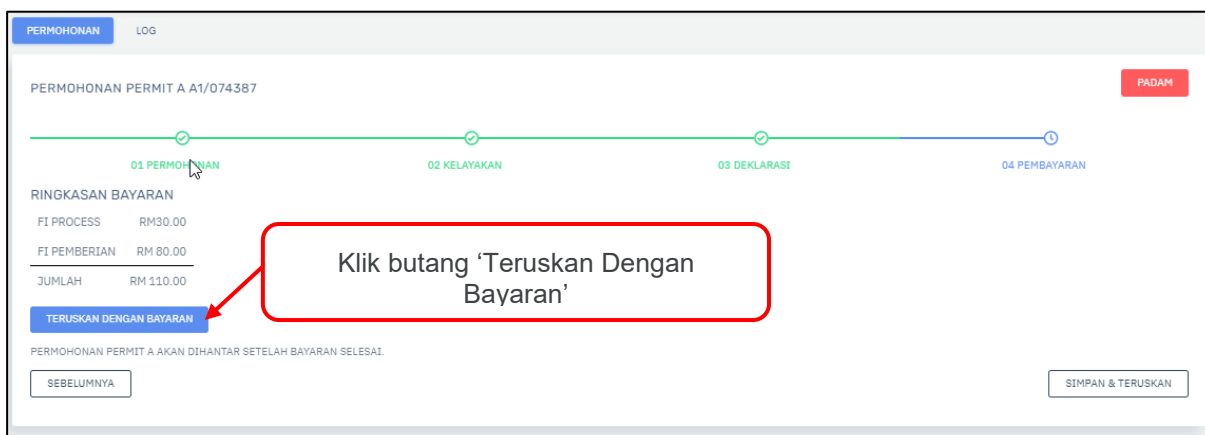 PERMOHONAN LOG
PERMOHONAN PERMIT A A1/074387 PADAM
01 PERMOHONAN 02 KELAYAKAN 03 DEKLARASI 04 PEMBAYARAN
RINGKASAN BAYARAN
FI PROCESS RM30.00
FI PEMBERIAN RM 80.00
JUMLAH RM 110.00
Klik butang ‘Teruskan Dengan
Bayaran’
TERUSKAN DENGAN BAYARAN
PERMOHONAN PERMIT A AKAN DIHANTAR SETELAH BAYARAN SELESAI.
SEBELUMNYA SIMPAN & TERUSKAN